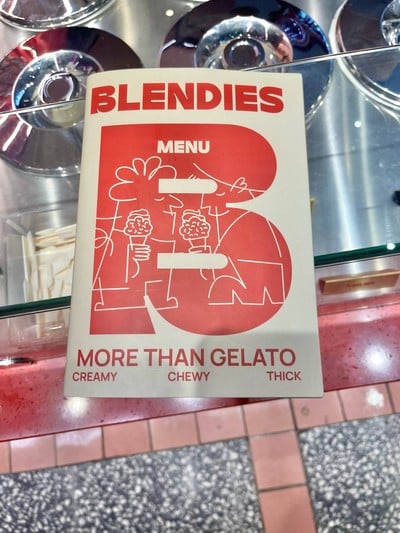 BLENDIES
MENU
MORE THAN GELATO
CREAMY CHEWY THICK